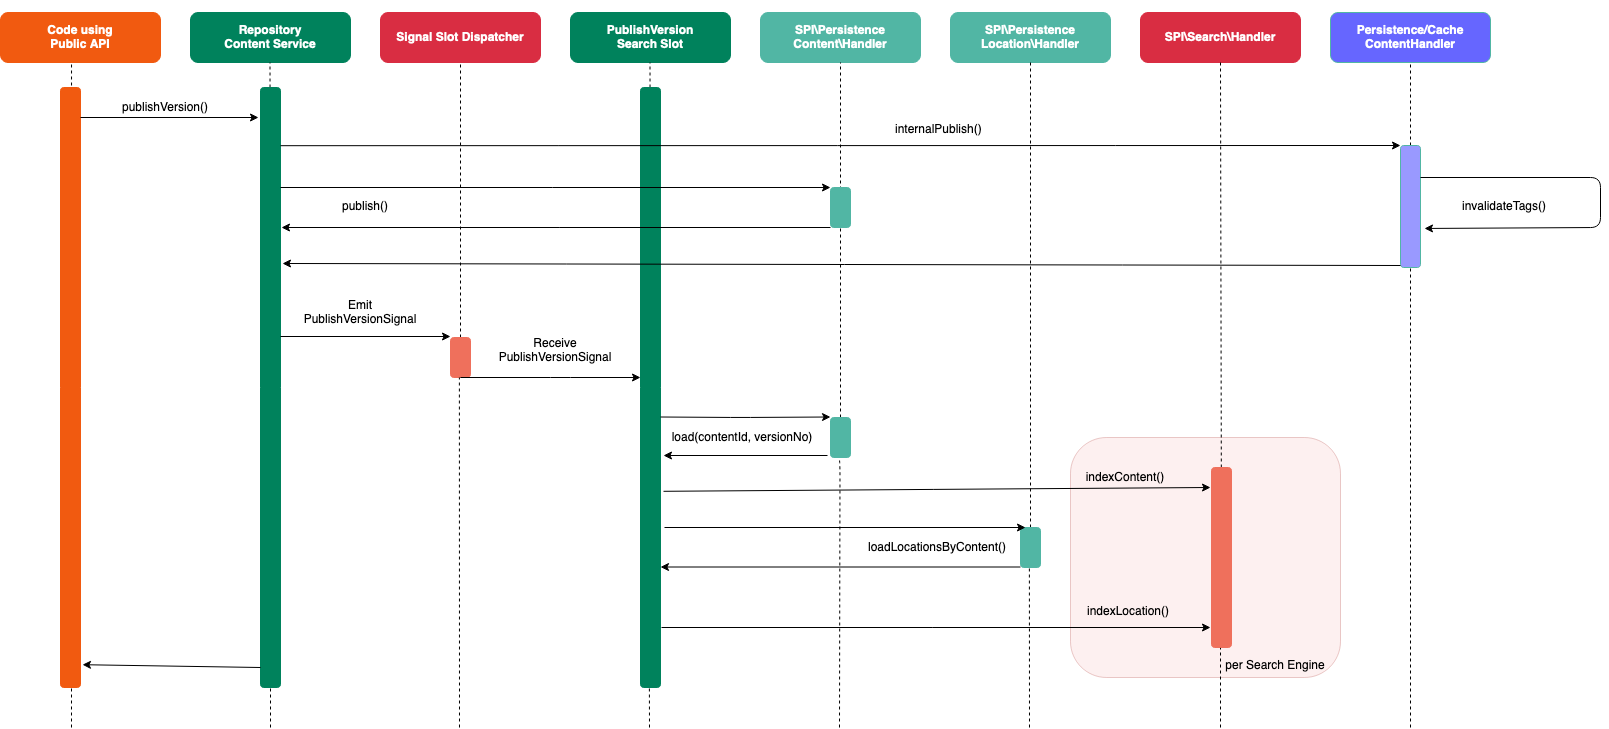 Code using
Public API
Repository
Content Service
Signal Slot Dispatcher
PublishVersion
Search Slot
SPI\Persistence
Content\Handler
SPI\Persistence
Location\Handler
SPI\Search\Handler
Persistence/Cache
ContentHandler
publishVersion()
internalPublish()
publish()
invalidateTags()
Emit
PublishVersionSignal
Receive
PublishVersionSignal
load(contentId, versionNo)
indexContent()
loadLocationsByContent()
indexLocation()
per Search Engine